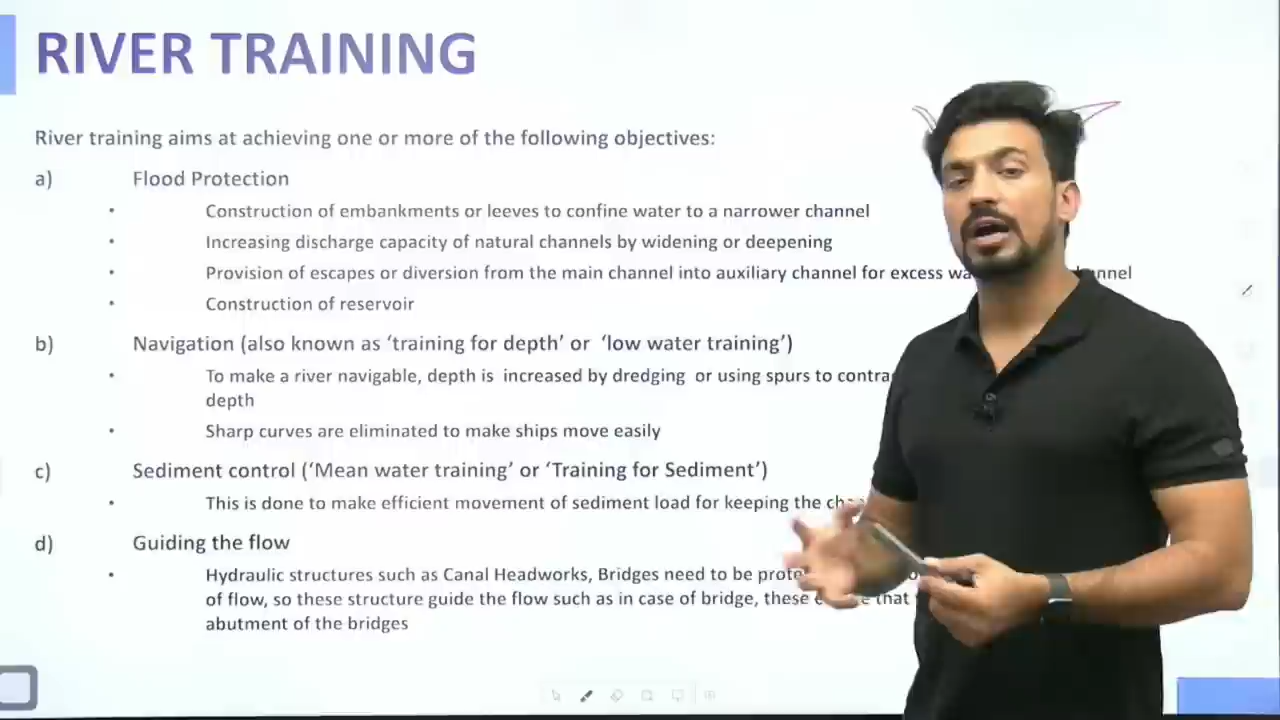 RIVER TRAINING
River training aims at achieving one or more of the following objectives:
a) Flood Protection
• Construction of embankments or leeves to confine water to a narrower channel
• Increasing discharge capacity of natural channels by widening or deepening
• Provision of escapes or diversion from the main channel into auxiliary channel for excess
• Construction of reservoir
b) Navigation (also known as ‘training for depth’ or ‘low water training’)
• To make a river navigable, depth is increased by dredging or using spurs to
depth
• Sharp curves are eliminated to make ships move easily
c) Sediment control (‘Mean water training’ or ‘Training for Sediment’)
• This is done to make efficient movement of sediment load for keeping the
d) Guiding the flow
• Hydraulic structures such as Canal Headworks, Bridges need to be
of flow, so these structure guide the flow such as in case of bridge, these that
abutment of the bridges